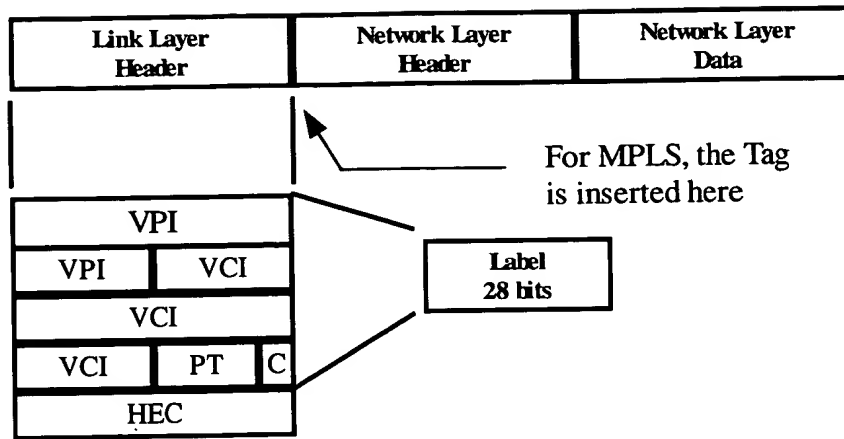 Link Layer
Header
Network Layer
Header
Network Layer
Data
For MPLS, the Tag
is inserted here
VPI
VPI
VCI
VCI
VCI
PT
C
HEC
Label
28 bits